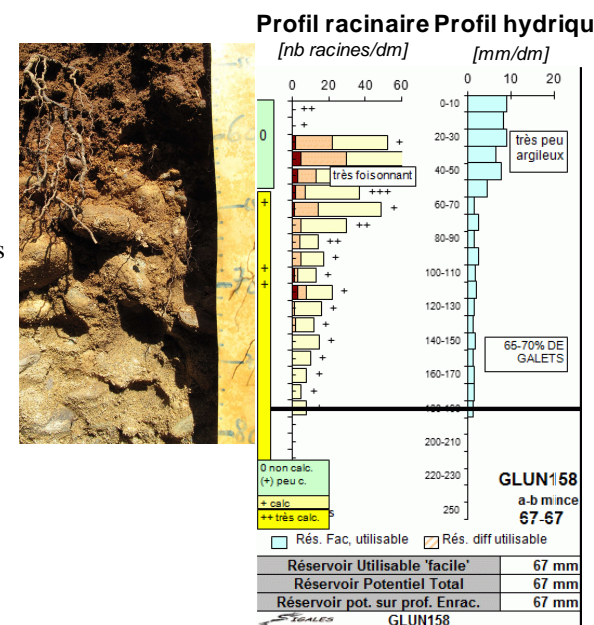 Profil racinaire Profil hydriqu
[nb racines/dm] [mm/dm]
0 20 40 60
0 10 20
0-10
20-30
40-50
60-70
80-90
100-110
120-130
140-150
160-170
200-210
220-230
250
++
+
+
très foisonnant
+++
+
++
++
+
+
+
+
+
+
+
+
+
0
+
+
+
très peu
argileux
65-70% DE
GALETS
s
0 non calc.
(+) peu c.
+ calc
++ très calc.
s
GLUN158
a-b mince
67-67
Rés. Fac, utilisable Rés. diff utilisable
Réservoir Utilisable 'facile' 67 mm
Réservoir Potentiel Total 67 mm
Réservoir pot. sur prof. Enrac. 67 mm
SIGALES GLUN158